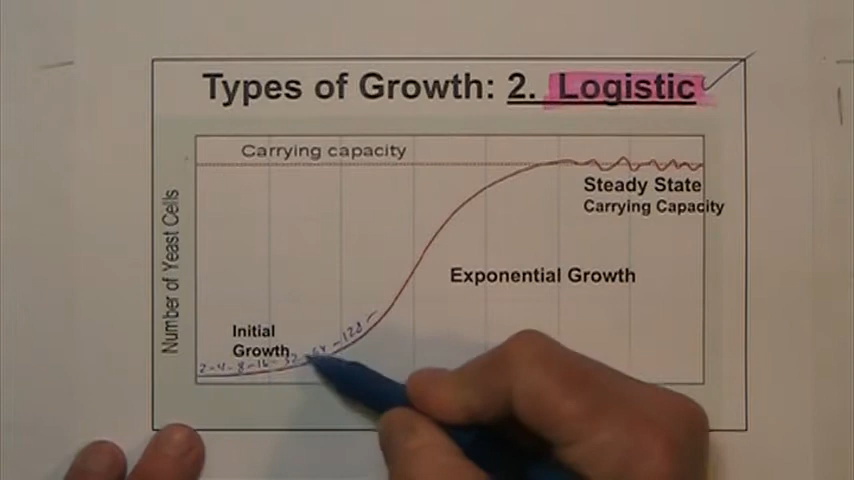 Types of Growth: 2. Logistic
Carrying capacity
Steady State
Carrying Capacity
Number of Yeast Cells
Exponential Growth
Initial
Growth
2-4-8-16-32-64-128-